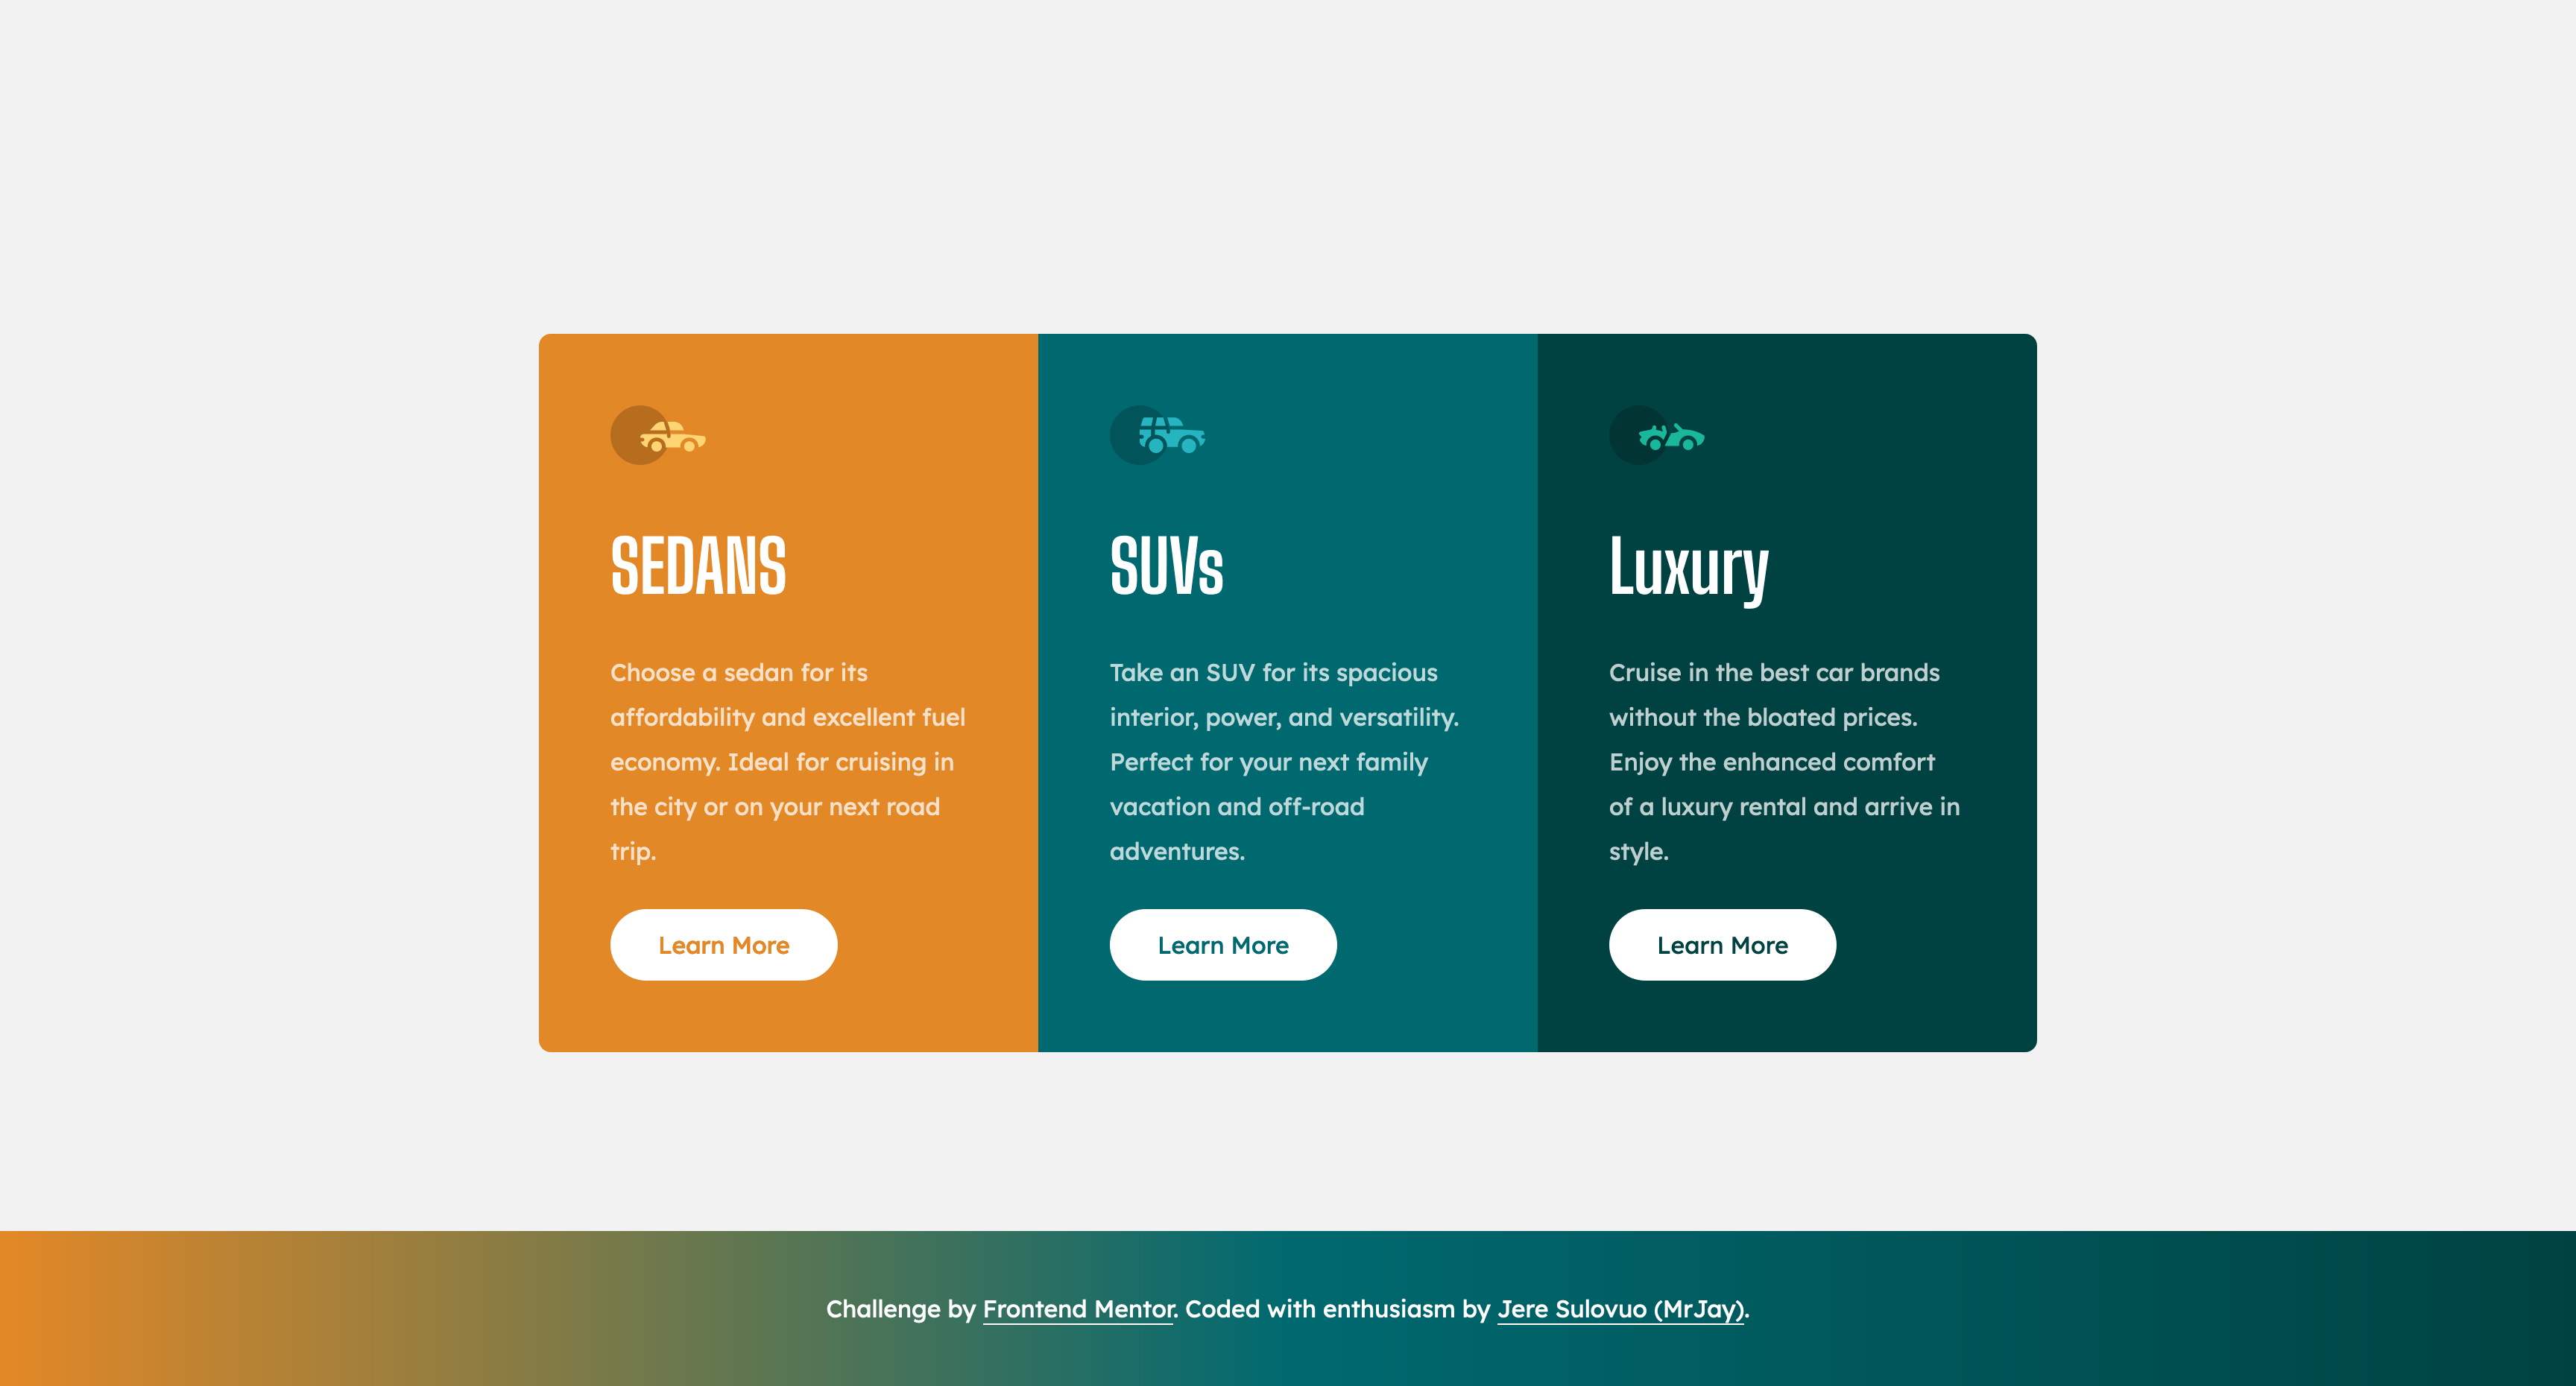 SEDANS
Choose a sedan for its
affordability and excellent fuel
economy. Ideal for cruising in
the city or on your next road
trip.
Learn More
SUVs
Take an SUV for its spacious
interior, power, and versatility.
Perfect for your next family
vacation and off-road
adventures.
Learn More
Luxury
Cruise in the best car brands
without the bloated prices.
Enjoy the enhanced comfort
of a luxury rental and arrive in
style.
Learn More
Challenge by Frontend Mentor. Coded with enthusiasm by Jere Sulovuo (MrJay).